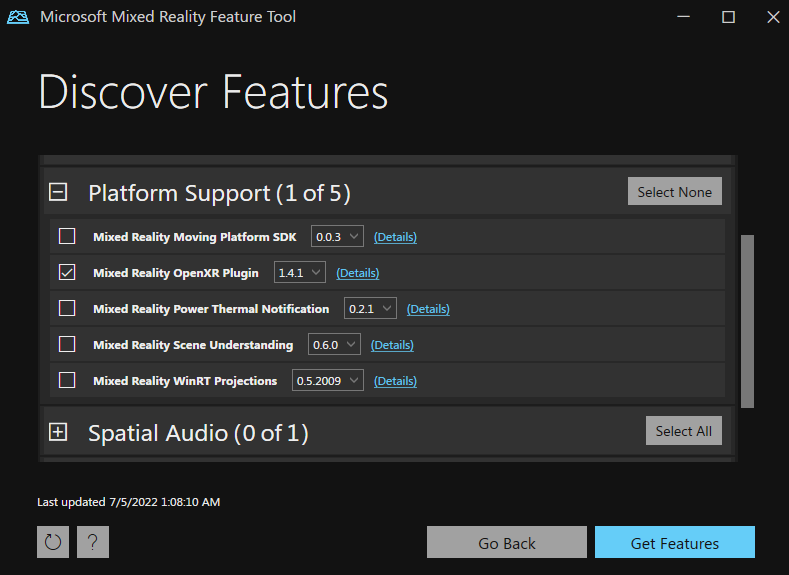 Microsoft Mixed Reality Feature Tool
Discover Features
Platform Support (1 of 5)
Select None
Mixed Reality Moving Platform SDK 0.0.3 (Details)
Mixed Reality OpenXR Plugin 1.4.1 (Details)
Mixed Reality Power Thermal Notification 0.2.1 (Details)
Mixed Reality Scene Understanding 0.6.0 (Details)
Mixed Reality WinRT Projections 0.5.2009 (Details)
Spatial Audio (0 of 1)
Select All
Last updated 7/5/2022 1:08:10 AM
?
Go Back
Get Features